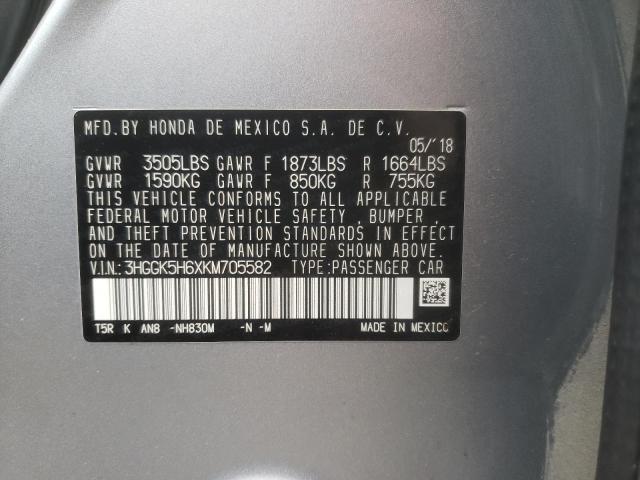 MFD. BY HONDA DE MEXICO S.A. DE C.V.
05/'18
GVWR 3505LBS GAWR F 1873LBS R 1664LBS
GVWR 1590KG GAWR F 850KG R 755KG
THIS VEHICLE CONFORMS TO ALL APPLICABLE
FEDERAL MOTOR VEHICLE SAFETY , BUMPER ,
AND THEFT PREVENTION STANDARDS IN EFFECT
ON THE DATE OF MANUFACTURE SHOWN ABOVE.
V.I.N.: 3HGGK5H6XKM705582 TYPE:PASSENGER CAR
T5R K AN8 -NH830M -N -M MADE IN MEXICO